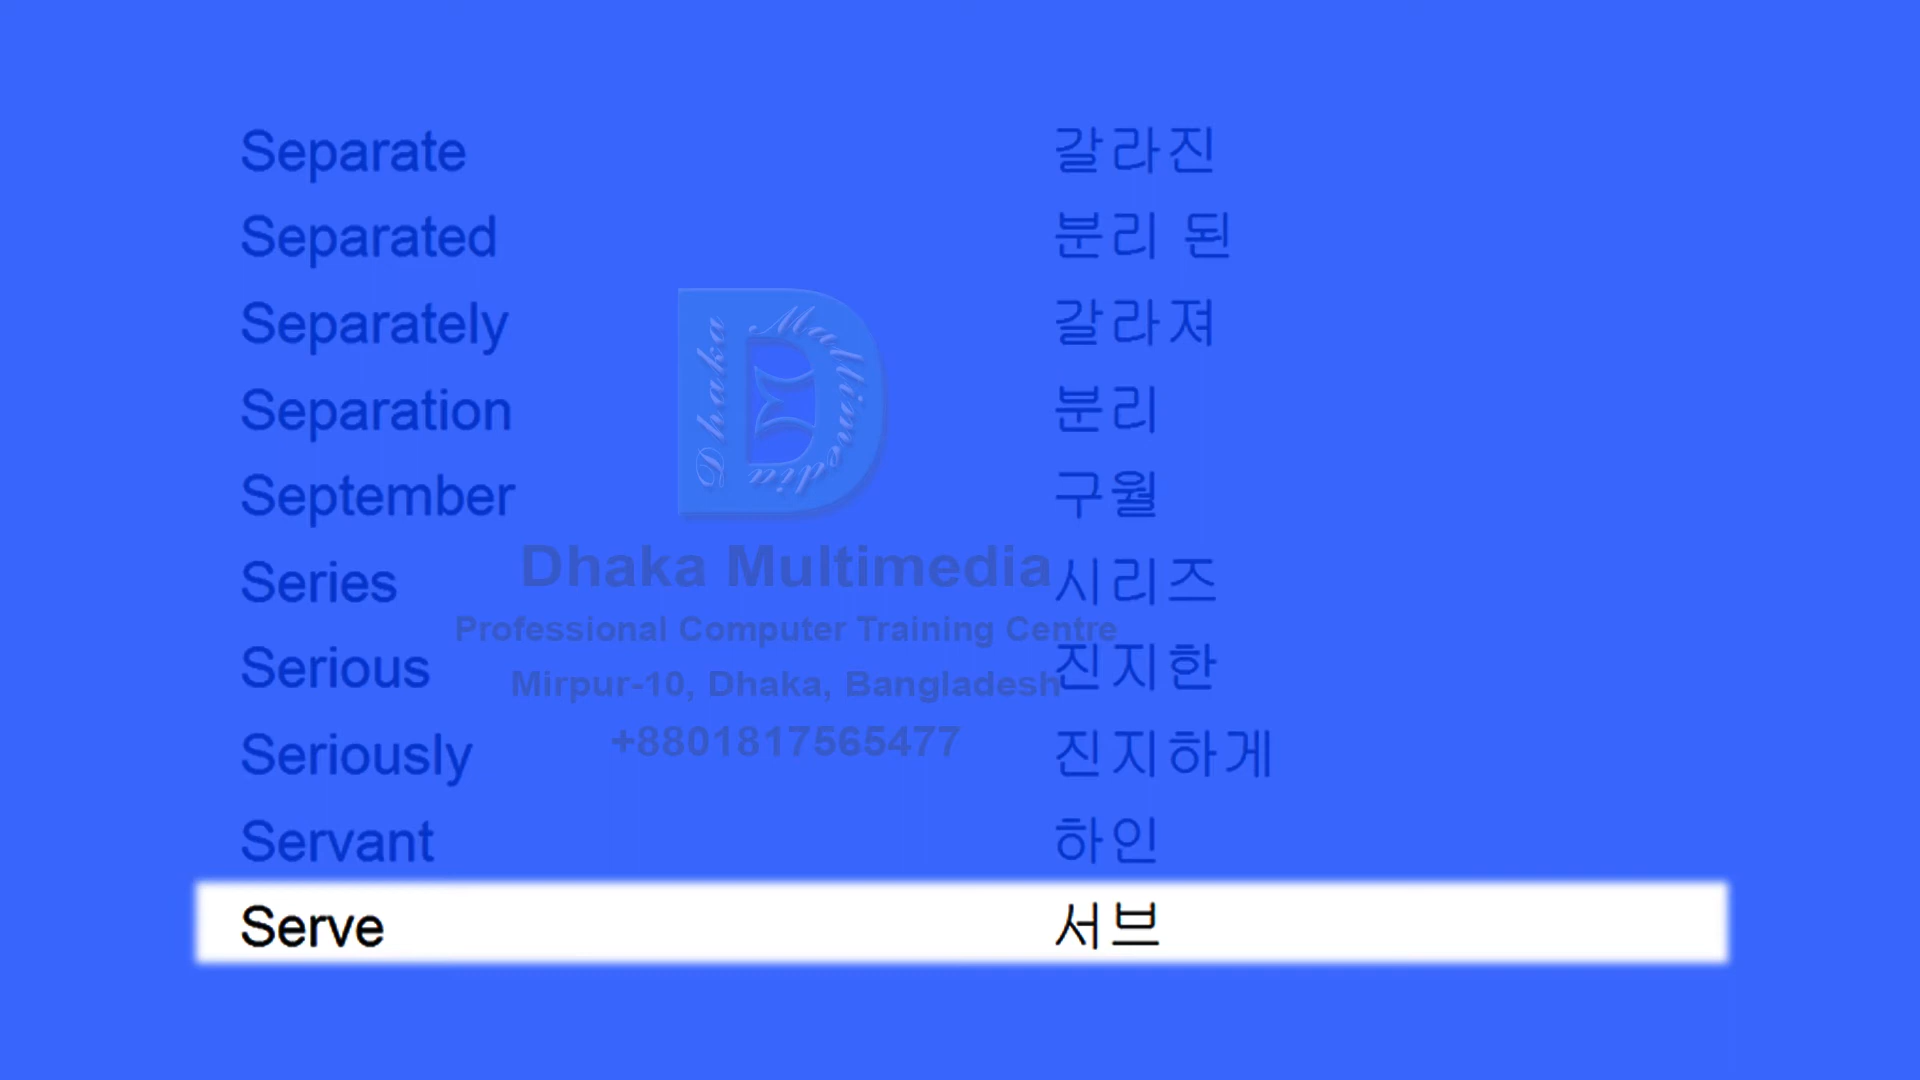 Separate 갈라진
Separated 분리 된
Separately 갈라져
Separation 분리
September 구월
Series 시리즈
Serious 진지한
Seriously 진지하게
Servant 하인
Serve 서브
Dhaka Multimedia
Dhaka Multimedia
Professional Computer Training Centre
Mirpur-10, Dhaka, Bangladesh
+8801817565477